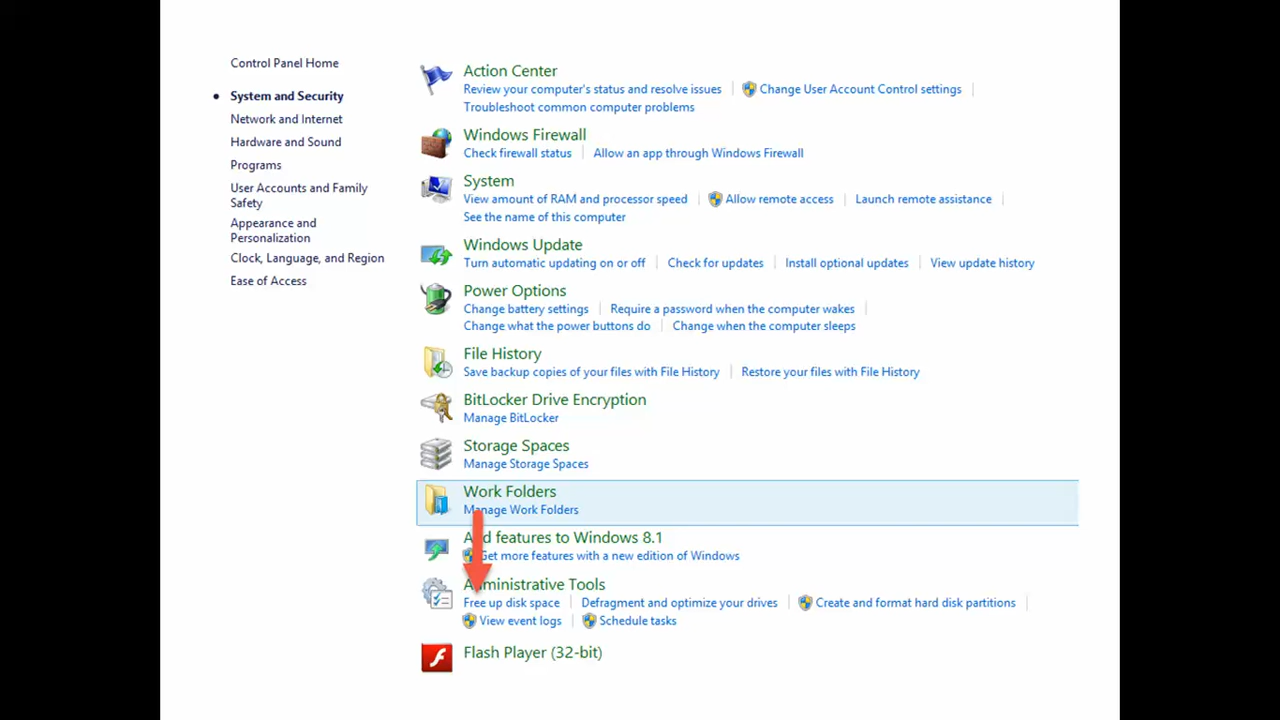 Control Panel Home
System and Security
Network and Internet
Hardware and Sound
Programs
User Accounts and Family
Safety
Appearance and
Personalization
Clock, Language, and Region
Ease of Access
Action Center
Review your computer's status and resolve issues Change User Account Control settings
Troubleshoot common computer problems
Windows Firewall
Check firewall status Allow an app through Windows Firewall
System
View amount of RAM and processor speed Allow remote access Launch remote assistance
See the name of this computer
Windows Update
Turn automatic updating on or off Check for updates Install optional updates View update history
Power Options
Change battery settings Require a password when the computer wakes
Change what the power buttons do Change when the computer sleeps
File History
Save backup copies of your files with File History Restore your files with File History
BitLocker Drive Encryption
Manage BitLocker
Storage Spaces
Manage Storage Spaces
Work Folders
Manage Work Folders
Add features to Windows 8.1
Get more features with a new edition of Windows
Administrative Tools
Free up disk space Defragment and optimize your drives Create and format hard disk partitions
View event logs Schedule tasks
Flash Player (32-bit)